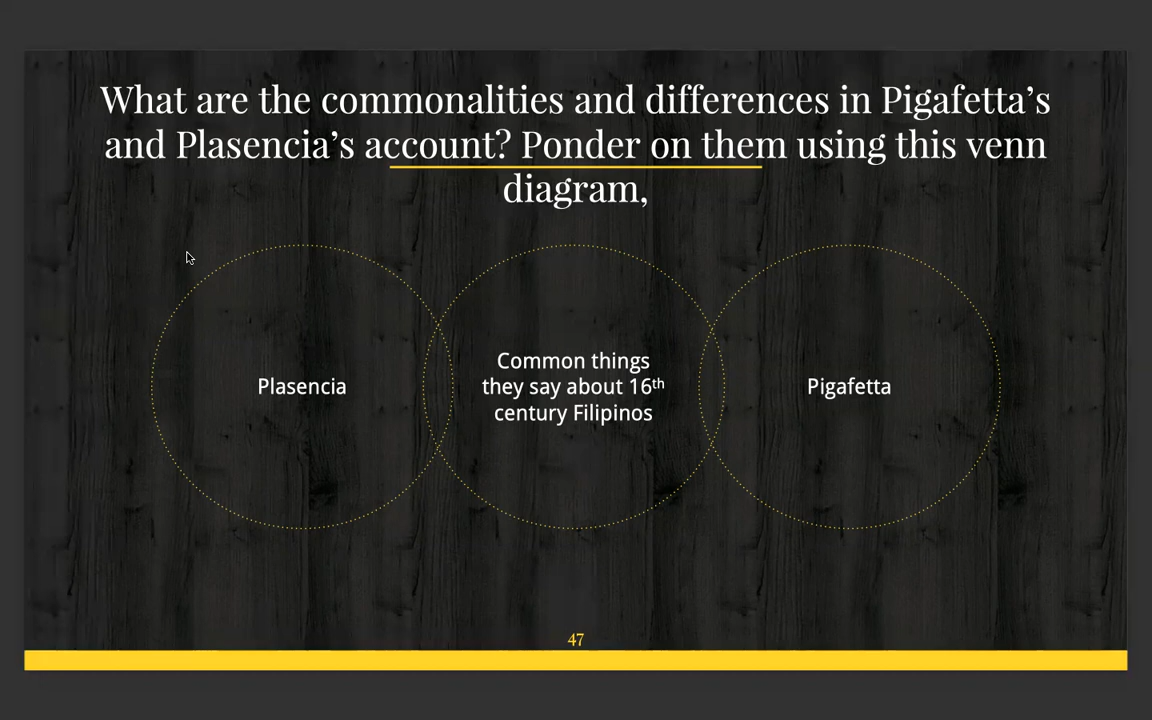 What are the commonalities and differences in Pigafetta’s
and Plasencia’s account? Ponder on them using this venn
diagram,
Plasencia
Common things
they say about 16th
century Filipinos
Pigafetta
47